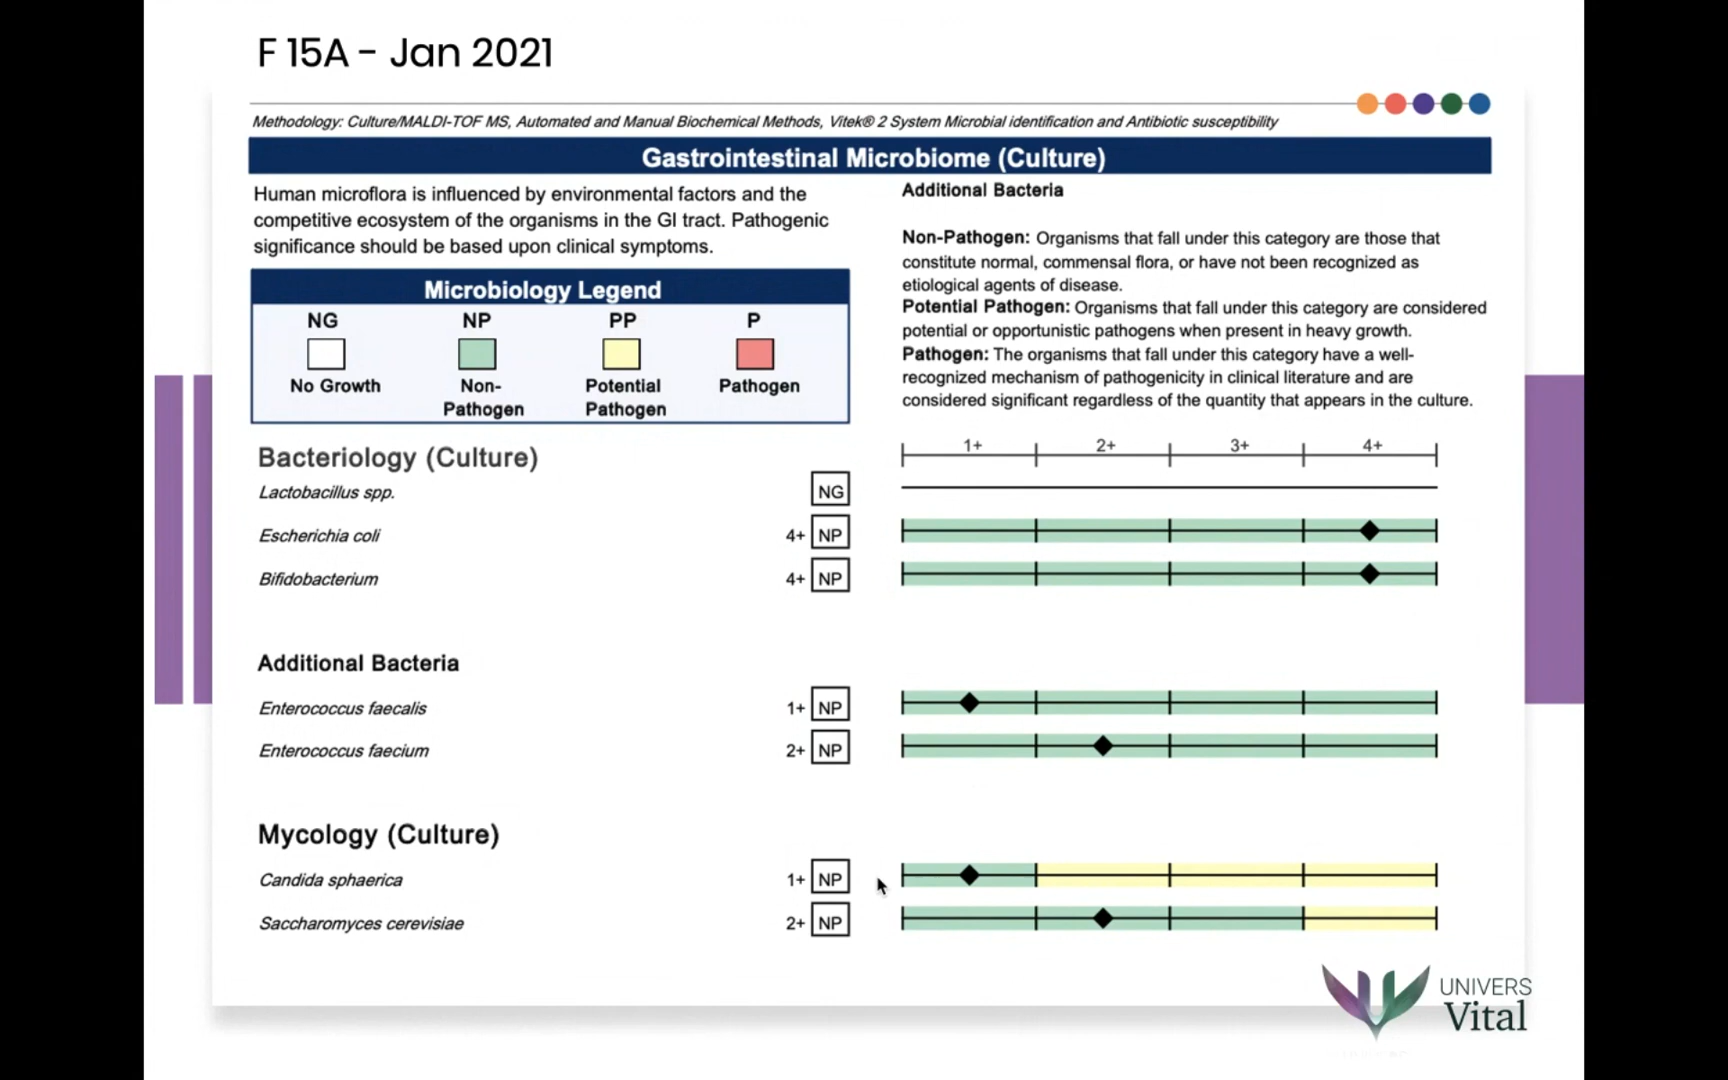 F 15A - Jan 2021
Methodology: Culture/MALDI-TOF MS, Automated and Manual Biochemical Methods, Vitek® 2 System Microbial identification and Antibiotic susceptibility
Gastrointestinal Microbiome (Culture)
Human microflora is influenced by environmental factors and the
competitive ecosystem of the organisms in the GI tract. Pathogenic
significance should be based upon clinical symptoms.
Microbiology Legend
NG NP PP P
No Growth Non-Pathogen Potential Pathogen Pathogen
Additional Bacteria
Non-Pathogen: Organisms that fall under this category are those that
constitute normal, commensal flora, or have not been recognized as
etiological agents of disease.
Potential Pathogen: Organisms that fall under this category are considered
potential or opportunistic pathogens when present in heavy growth.
Pathogen: The organisms that fall under this category have a well-
recognized mechanism of pathogenicity in clinical literature and are
considered significant regardless of the quantity that appears in the culture.
1+ 2+ 3+ 4+
Bacteriology (Culture)
Lactobacillus spp. NG
Escherichia coli 4+ NP
Bifidobacterium 4+ NP
Additional Bacteria
Enterococcus faecalis 1+ NP
Enterococcus faecium 2+ NP
Mycology (Culture)
Candida sphaerica 1+ NP
Saccharomyces cerevisiae 2+ NP
UNIVERS
Vital